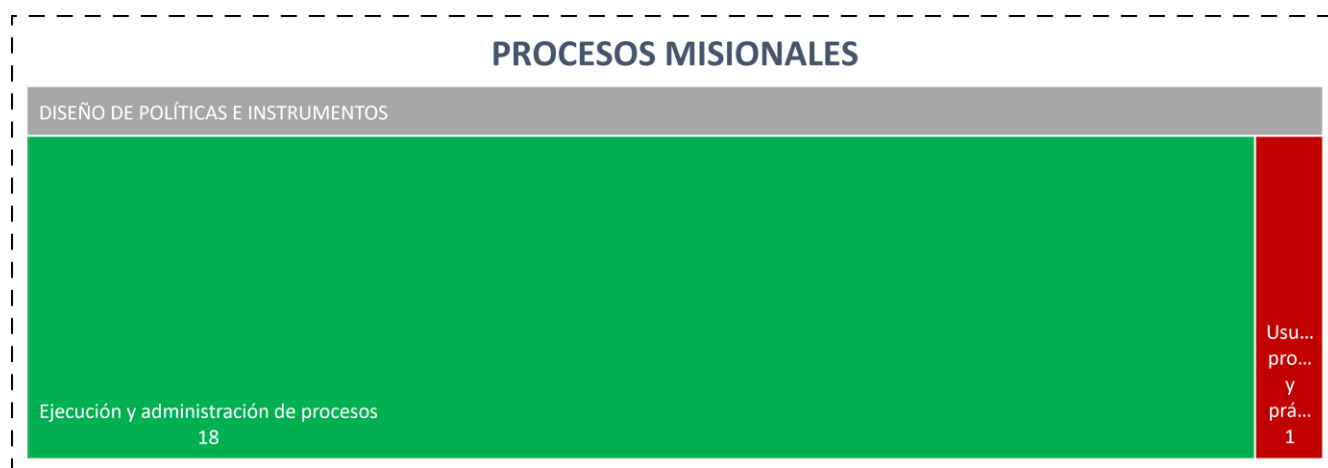 PROCESOS MISIONALES
DISEÑO DE POLÍTICAS E INSTRUMENTOS
Ejecución y administración de procesos
18
Usu...
pro...
y
prá...
1